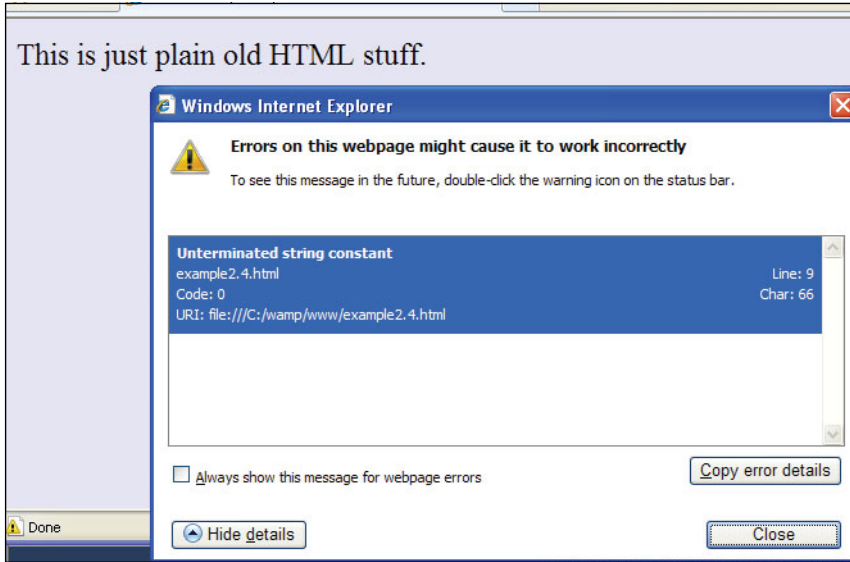 This is just plain old HTML stuff.
Windows Internet Explorer
Errors on this webpage might cause it to work incorrectly
To see this message in the future, double-click the warning icon on the status bar.
Unterminated string constant
example2.4.html Line: 9
Code: 0 Char: 66
URI: file:///C:/wamp/www/example2.4.html
Always show this message for webpage errors
Copy error details
Done
Hide details
Close